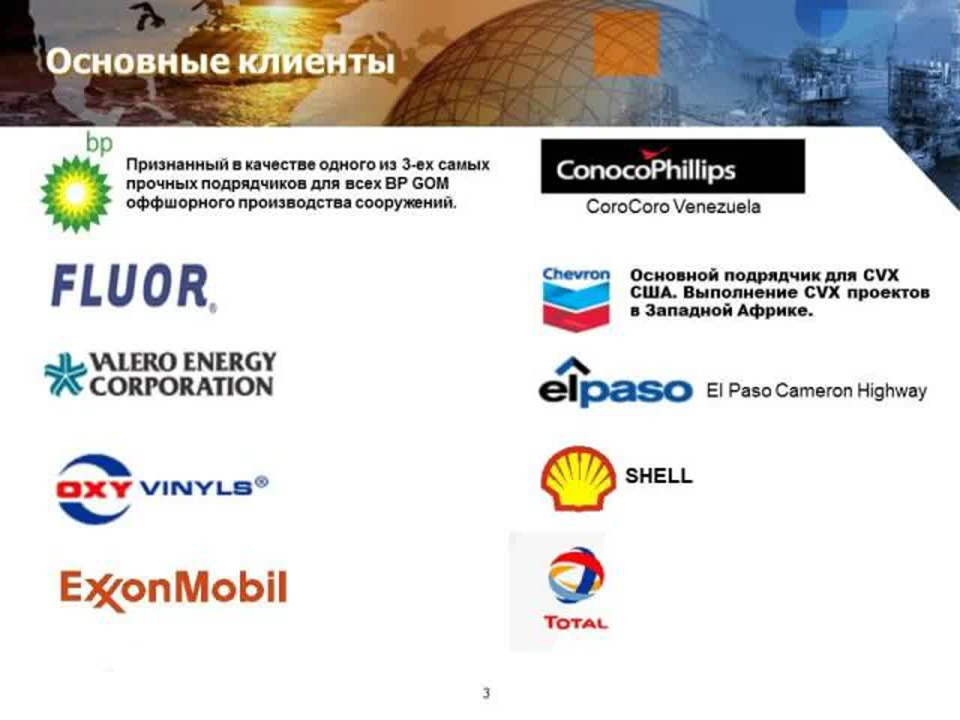 Основные клиенты
bp
Признанный в качестве одного из 3-ех самых
прочных подрядчиков для всех BP GOM
оффшорного производства сооружений.
FLUOR®
VALERO ENERGY
CORPORATION
OXY VINYLS®
ExxonMobil
ConocoPhillips
CoroCoro Venezuela
Chevron
Основной подрядчик для CVX
США. Выполнение CVX проектов
в Западной Африке.
elpaso El Paso Cameron Highway
SHELL
TOTAL
3